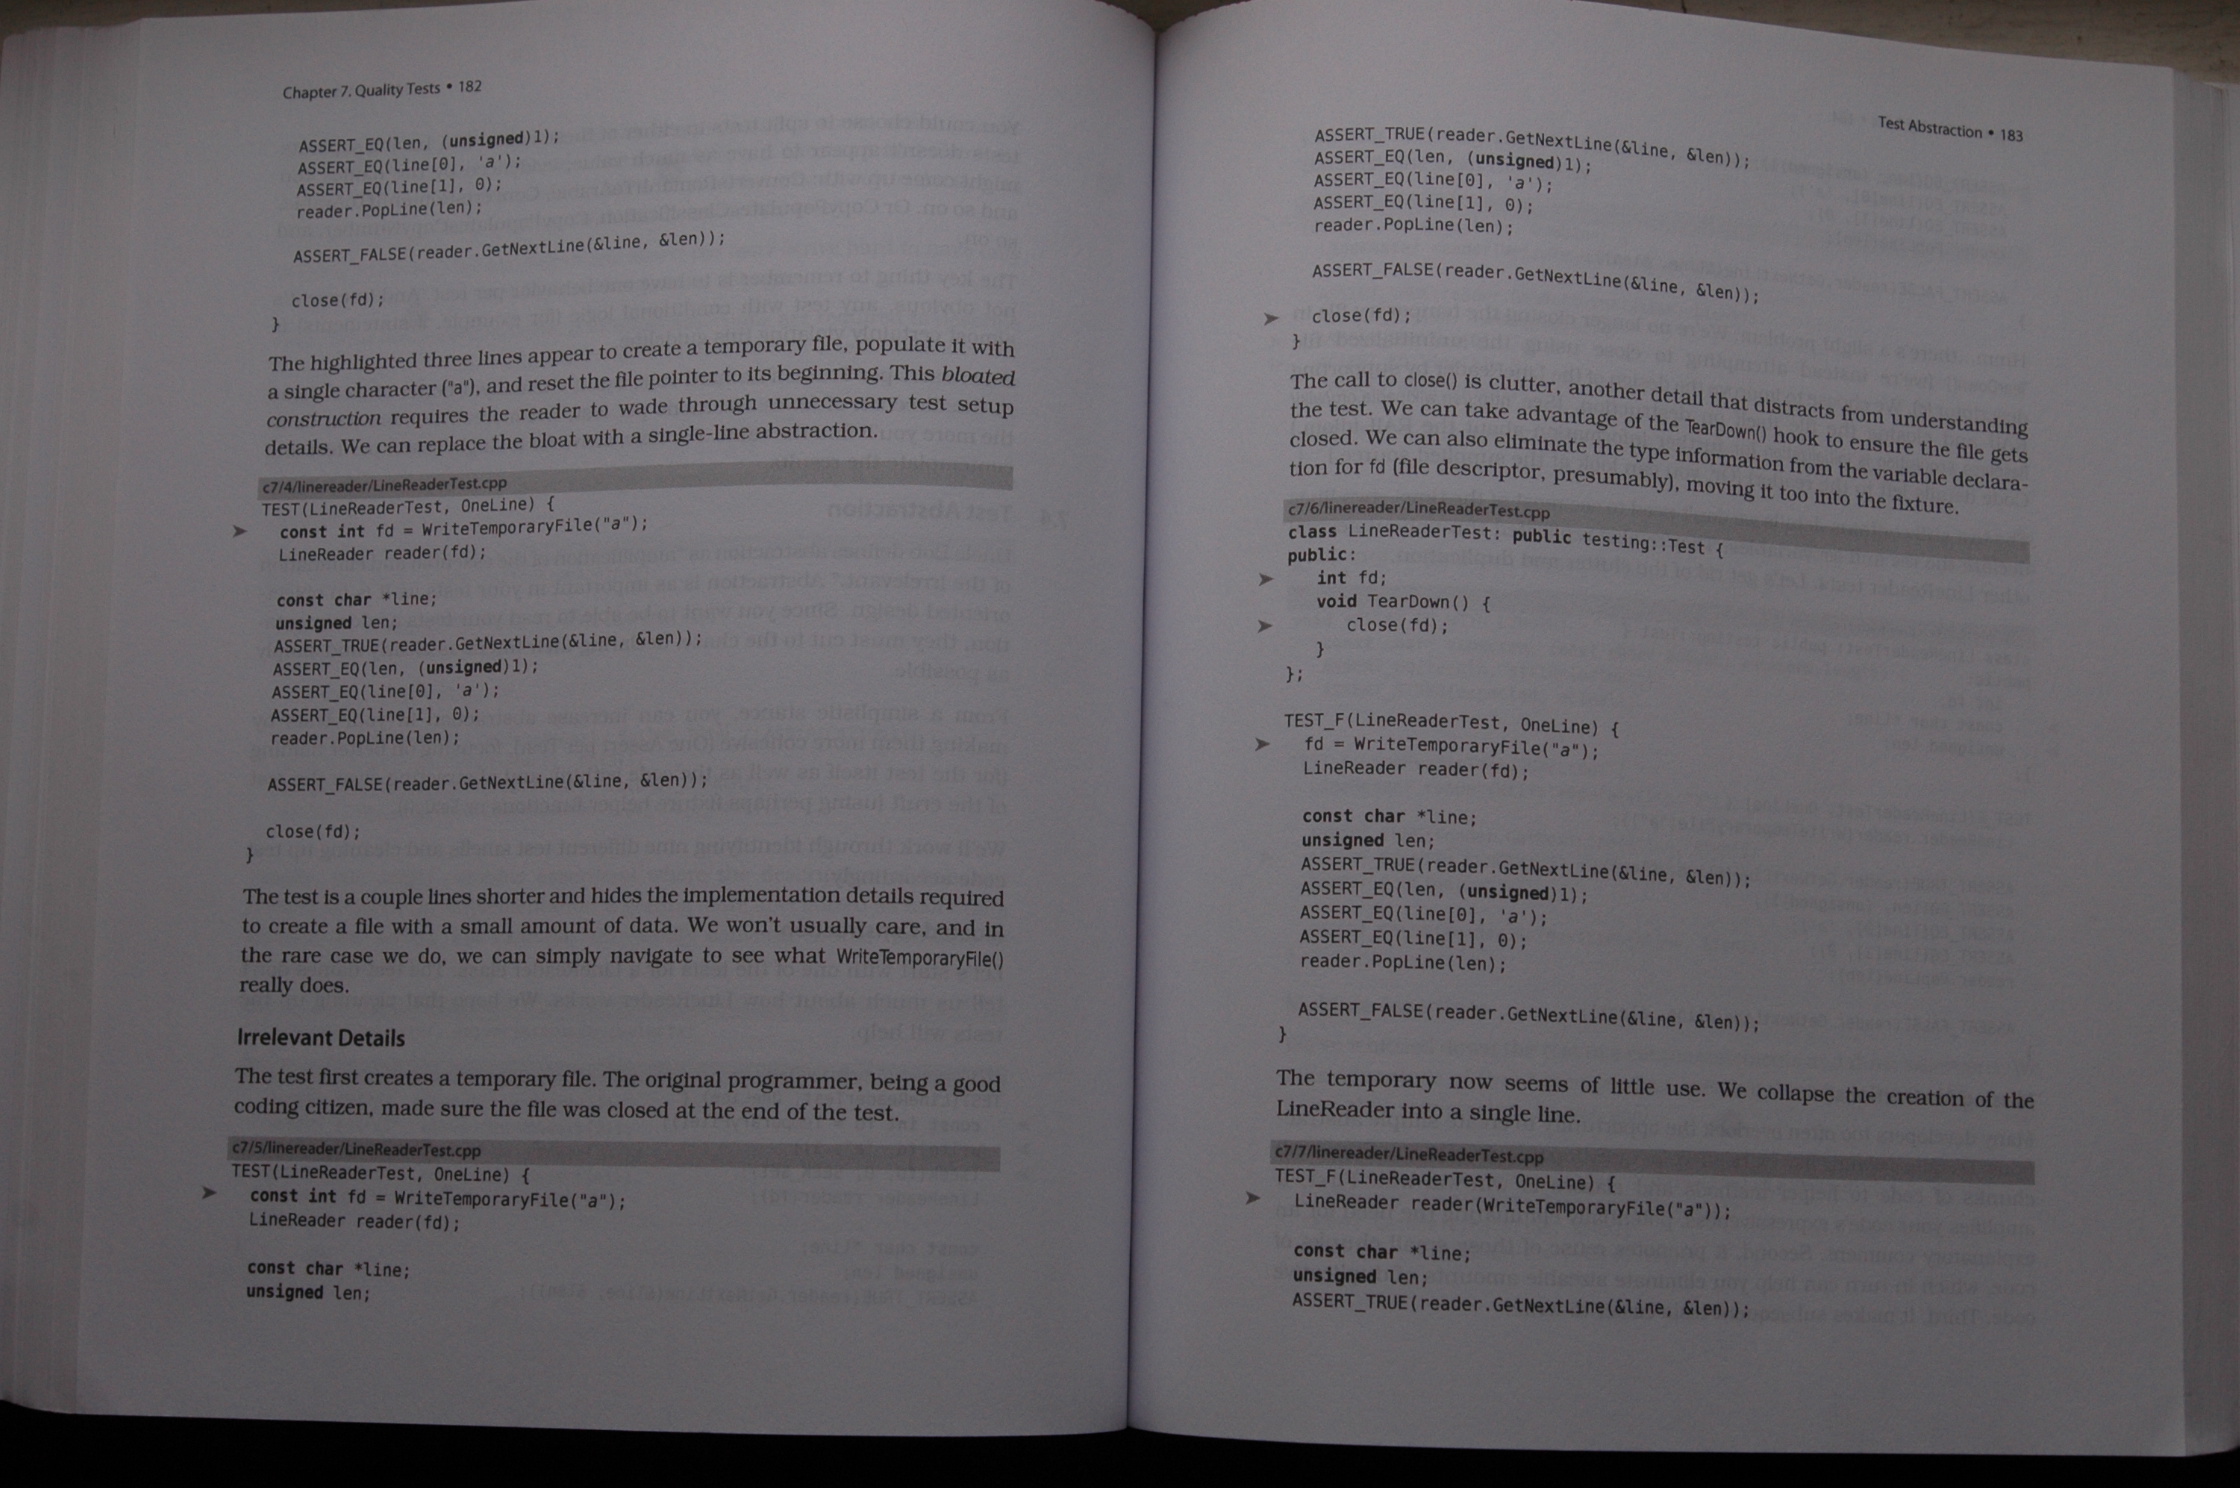 Chapter 7. Quality Tests • 182
ASSERT_EQ(len, (unsigned)1);
ASSERT_EQ(line[0], 'a');
ASSERT_EQ(line[1], 0);
reader.PopLine(len);
ASSERT_FALSE(reader.GetNextLine(&line, &len));
close(fd);
}
The highlighted three lines appear to create a temporary file, populate it with
a single character ("a"), and reset the file pointer to its beginning. This bloated
construction requires the reader to wade through unnecessary test setup
details. We can replace the bloat with a single-line abstraction.
c7/4/linereader/LineReaderTest.cpp
TEST(LineReaderTest, OneLine) {
➤ const int fd = WriteTemporaryFile("a");
LineReader reader(fd);
const char *line;
unsigned len;
ASSERT_TRUE(reader.GetNextLine(&line, &len));
ASSERT_EQ(len, (unsigned)1);
ASSERT_EQ(line[0], 'a');
ASSERT_EQ(line[1], 0);
reader.PopLine(len);
ASSERT_FALSE(reader.GetNextLine(&line, &len));
close(fd);
}
The test is a couple lines shorter and hides the implementation details required
to create a file with a small amount of data. We won't usually care, and in
the rare case we do, we can simply navigate to see what WriteTemporaryFile()
really does.
Irrelevant Details
The test first creates a temporary file. The original programmer, being a good
coding citizen, made sure the file was closed at the end of the test.
c7/5/linereader/LineReaderTest.cpp
TEST(LineReaderTest, OneLine) {
➤ const int fd = WriteTemporaryFile("a");
LineReader reader(fd);
const char *line;
unsigned len;
Test Abstraction • 183
ASSERT_TRUE(reader.GetNextLine(&line, &len));
ASSERT_EQ(len, (unsigned)1);
ASSERT_EQ(line[0], 'a');
ASSERT_EQ(line[1], 0);
reader.PopLine(len);
ASSERT_FALSE(reader.GetNextLine(&line, &len));
➤ close(fd);
}
The call to close() is clutter, another detail that distracts from understanding
the test. We can take advantage of the TearDown() hook to ensure the file gets
closed. We can also eliminate the type information from the variable declara-
tion for fd (file descriptor, presumably), moving it too into the fixture.
c7/6/linereader/LineReaderTest.cpp
class LineReaderTest: public testing::Test {
public:
➤ int fd;
void TearDown() {
➤ close(fd);
}
};
TEST_F(LineReaderTest, OneLine) {
➤ fd = WriteTemporaryFile("a");
LineReader reader(fd);
const char *line;
unsigned len;
ASSERT_TRUE(reader.GetNextLine(&line, &len));
ASSERT_EQ(len, (unsigned)1);
ASSERT_EQ(line[0], 'a');
ASSERT_EQ(line[1], 0);
reader.PopLine(len);
ASSERT_FALSE(reader.GetNextLine(&line, &len));
}
The temporary now seems of little use. We collapse the creation of the
LineReader into a single line.
c7/7/linereader/LineReaderTest.cpp
TEST_F(LineReaderTest, OneLine) {
➤ LineReader reader(WriteTemporaryFile("a"));
const char *line;
unsigned len;
ASSERT_TRUE(reader.GetNextLine(&line, &len));